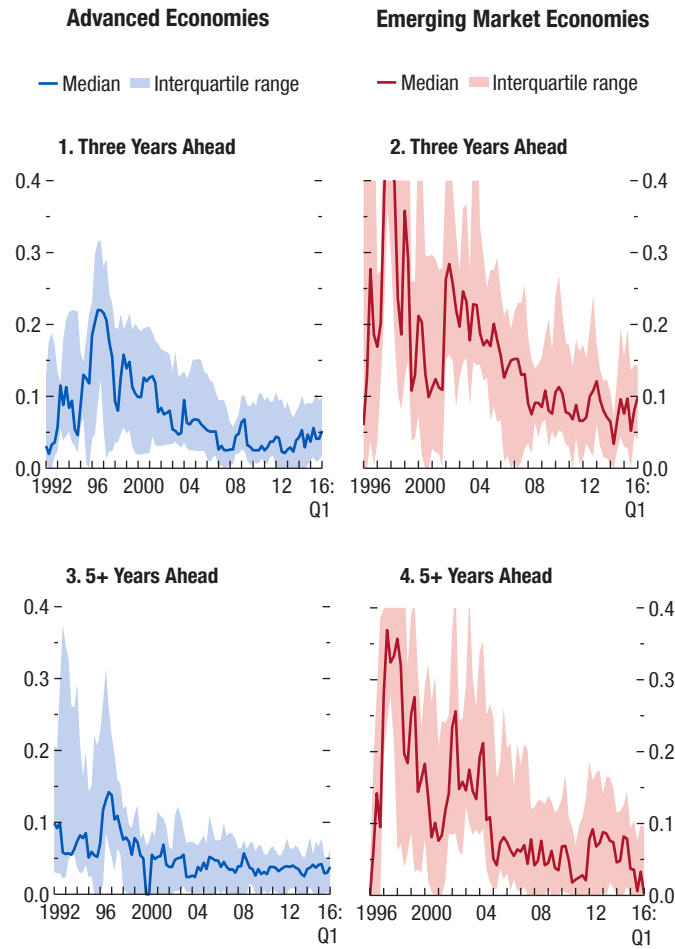 Advanced Economies
Emerging Market Economies
Median
Interquartile range
Median
Interquartile range
1. Three Years Ahead
2. Three Years Ahead
0.4
0.3
0.2
0.1
0.0
0.4
0.3
0.2
0.1
0.0
1992 96 2000 04 08 12 16:
Q1
1996 2000 04 08 12 16:
Q1
3. 5+ Years Ahead
4. 5+ Years Ahead
0.4
0.3
0.2
0.1
0.0
0.4
0.3
0.2
0.1
0.0
1992 96 2000 04 08 12 16:
Q1
1996 2000 04 08 12 16:
Q1